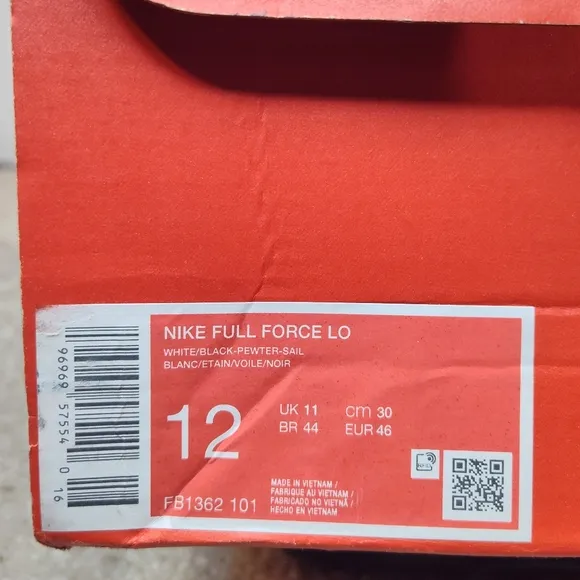 NIKE FULL FORCE LO
WHITE/BLACK-PEWTER-SAIL
BLANC/ETAIN/VOILE/NOIR
12
UK 11 cm 30
BR 44 EUR 46
MADE IN VIETNAM /
FABRIQUE AU VIETNAM /
FABRICADO NO VIETNÃ /
HECHO EN VIETNAM
FB1362 101
96969 57554 0 16